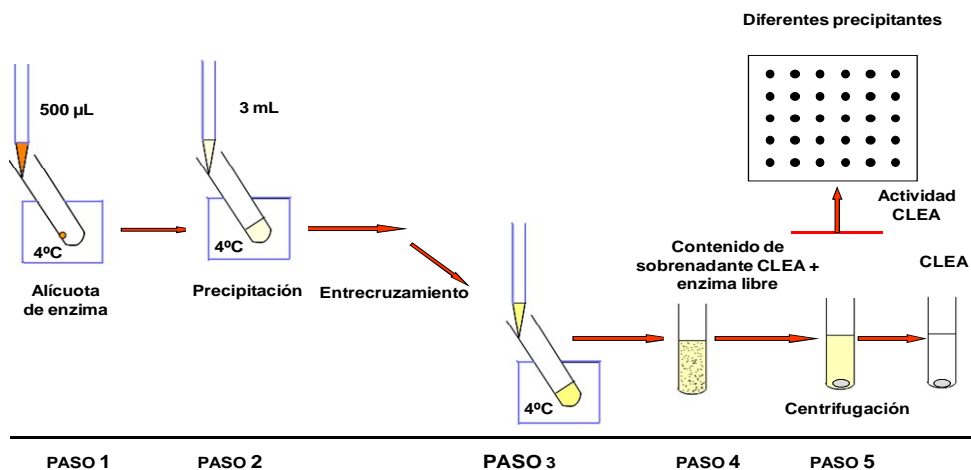 Diferentes precipitantes
500 µL
3 mL
Actividad
CLEA
4ºC
4ºC
Contenido de
sobrenadante CLEA +
enzima libre
CLEA
Alícuota
de enzima
Precipitación
Entrecruzamiento
4ºC
Centrifugación
PASO 1
PASO 2
PASO 3
PASO 4
PASO 5